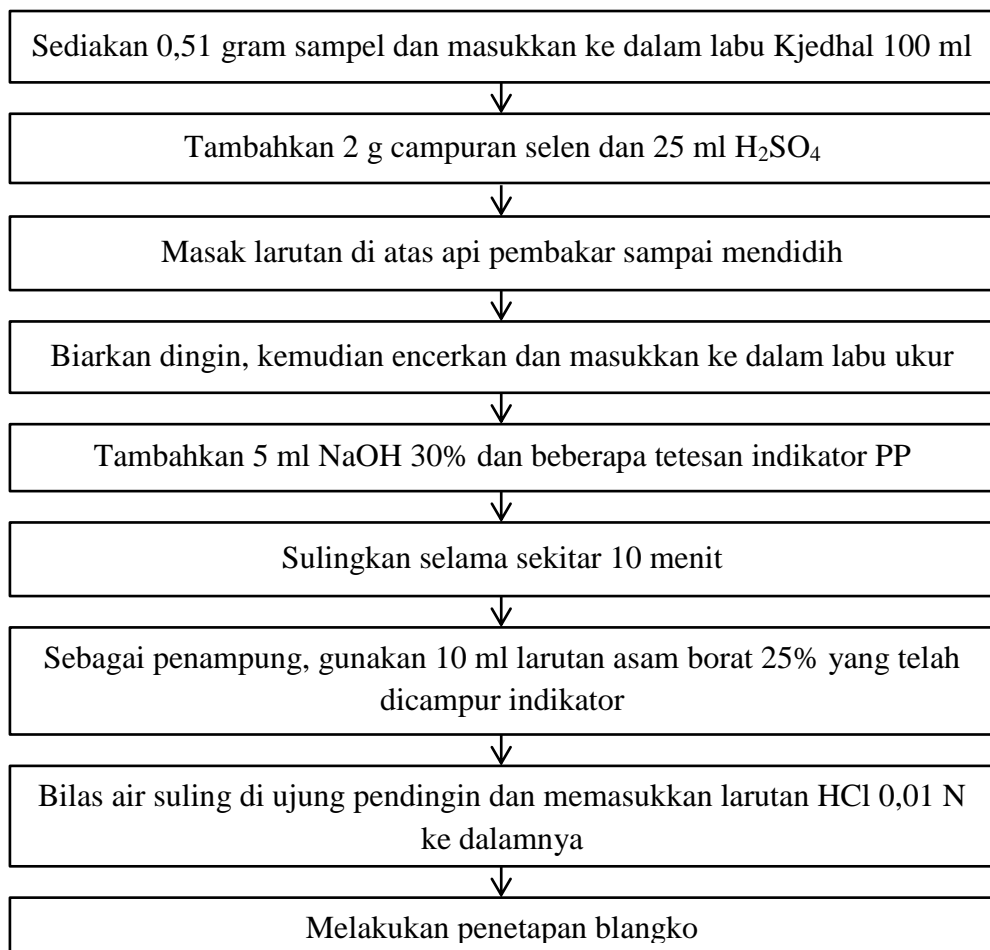 Sediakan 0,51 gram sampel dan masukkan ke dalam labu Kjedhal 100 ml
Tambahkan 2 g campuran selen dan 25 ml H₂SO₄
Masak larutan di atas api pembakar sampai mendidih
Biarkan dingin, kemudian encerkan dan masukkan ke dalam labu ukur
Tambahkan 5 ml NaOH 30% dan beberapa tetesan indikator PP
Sulingkan selama sekitar 10 menit
Sebagai penampung, gunakan 10 ml larutan asam borat 25% yang telah
dicampur indikator
Bilas air suling di ujung pendingin dan memasukkan larutan HCl 0,01 N
ke dalamnya
Melakukan penetapan blangko